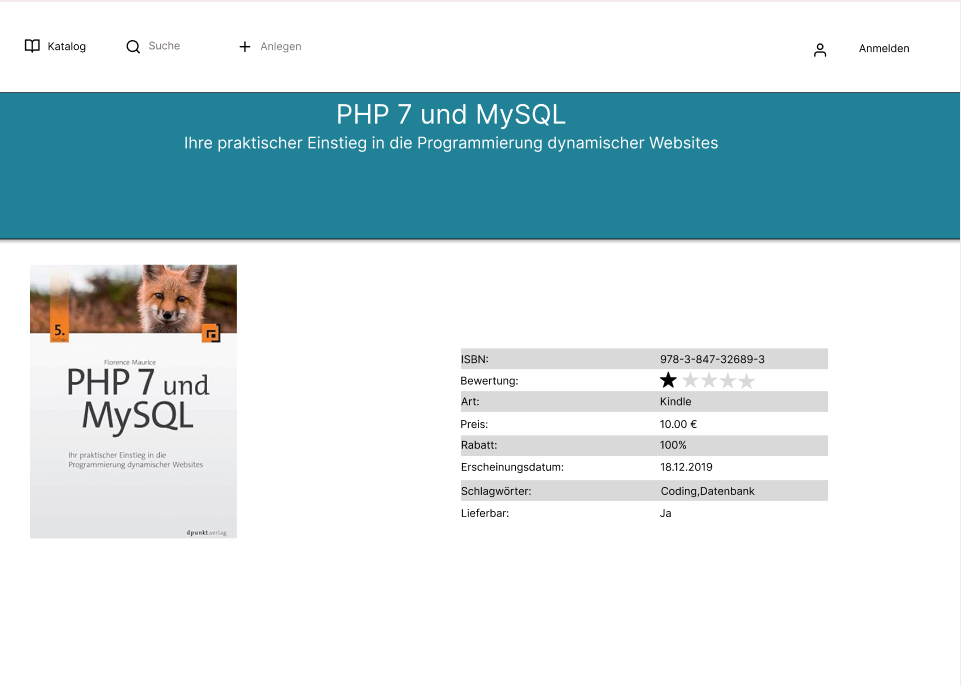 Katalog
Suche
Anlegen
Anmelden
PHP 7 und MySQL
Ihre praktischer Einstieg in die Programmierung dynamischer Websites
5.
Florence Maurice
PHP 7 und
MySQL
Ihr praktischer Einstieg in die
Programmierung dynamischer Websites
dpunkt.verlag
ISBN: 978-3-847-32689-3
Bewertung:
Art: Kindle
Preis: 10.00 €
Rabatt: 100%
Erscheinungsdatum: 18.12.2019
Schlagwörter: Coding,Datenbank
Lieferbar: Ja